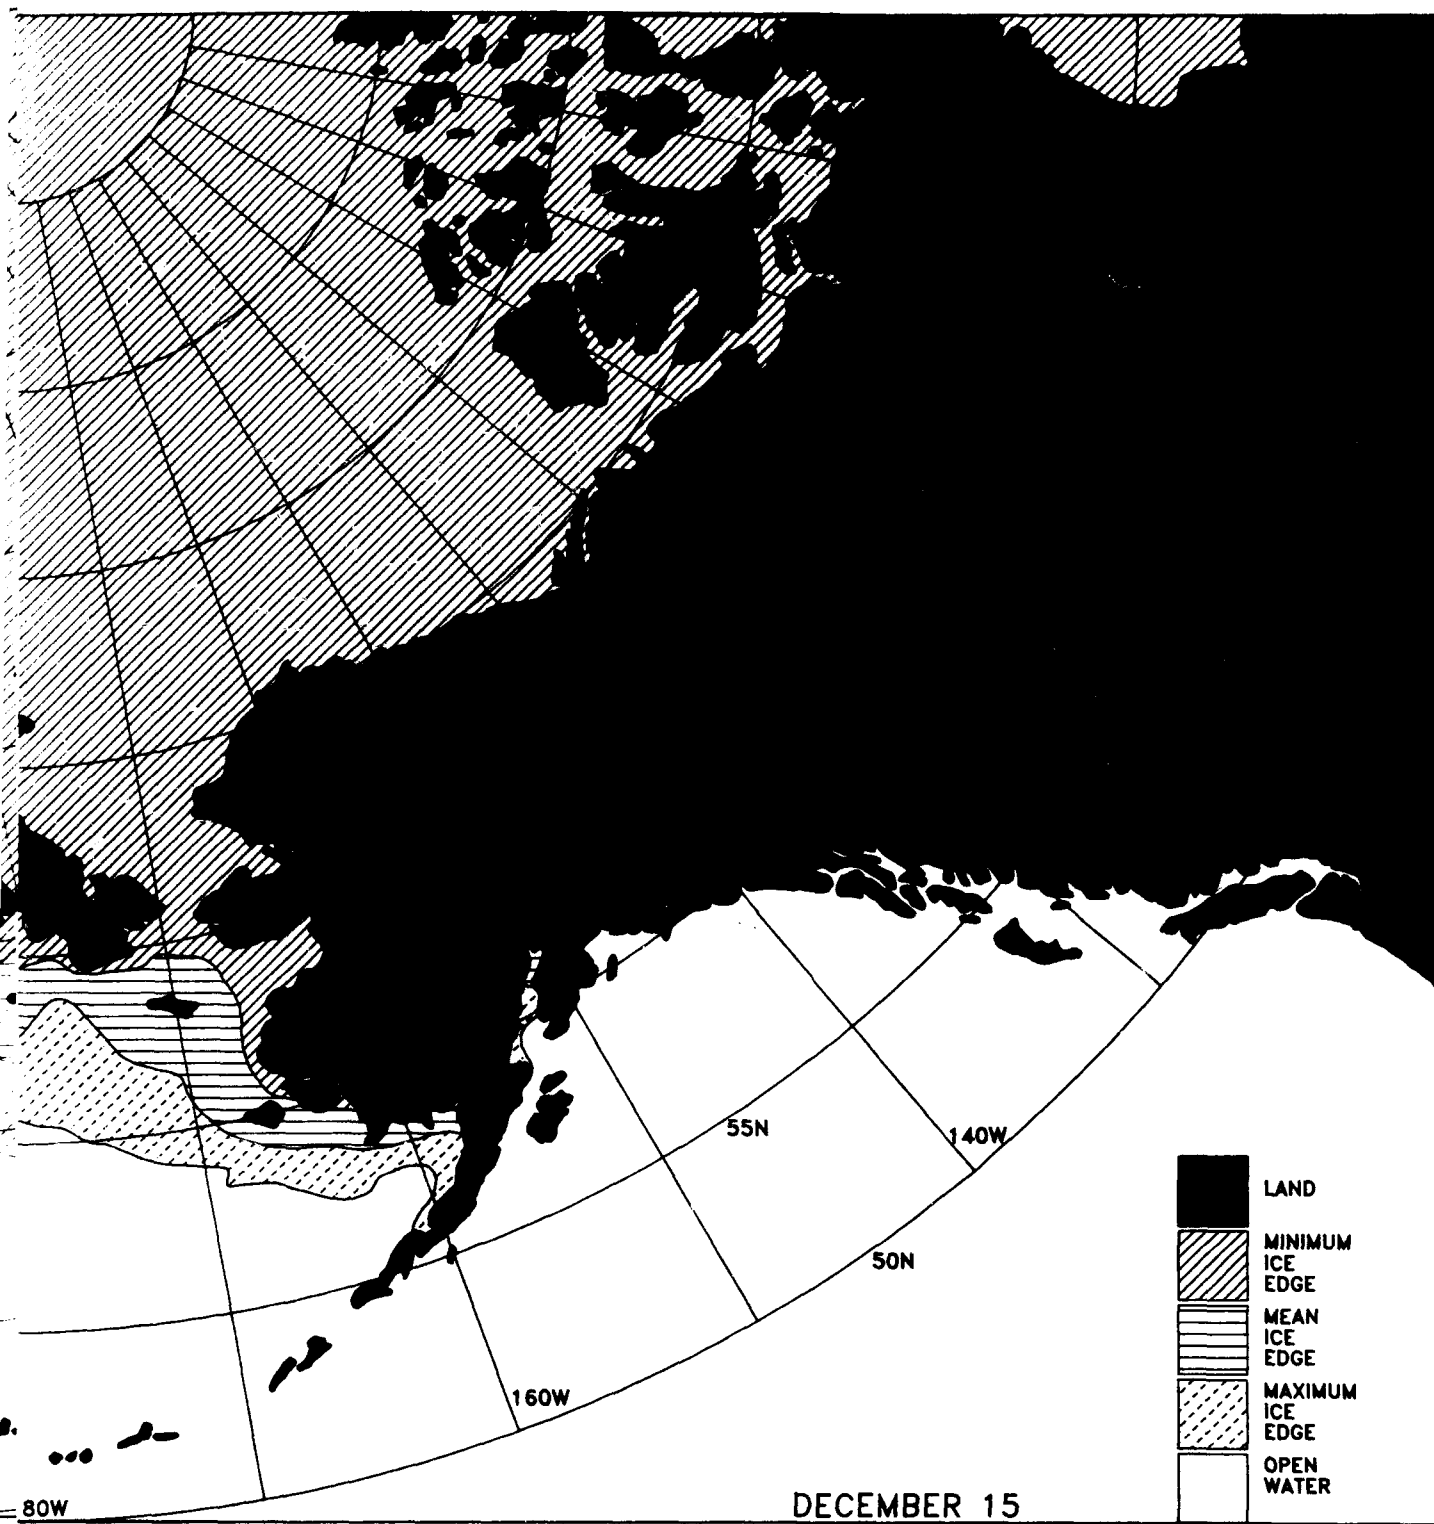 55N
140W
LAND
MINIMUM
ICE
EDGE
50N
MEAN
ICE
EDGE
160W
MAXIMUM
ICE
EDGE
OPEN
WATER
80W
DECEMBER 15